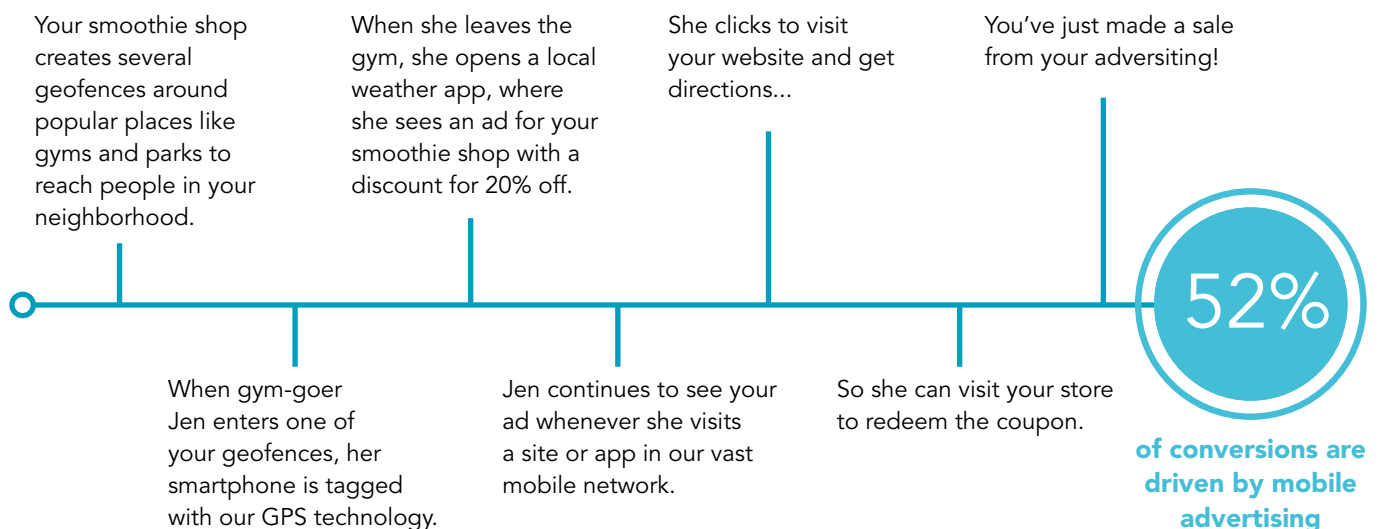 Your smoothie shop
creates several
geofences around
popular places like
gyms and parks to
reach people in your
neighborhood.
When gym-goer
Jen enters one of
your geofences, her
smartphone is tagged
with our GPS technology.
When she leaves the
gym, she opens a local
weather app, where
she sees an ad for your
smoothie shop with a
discount for 20% off.
Jen continues to see your
ad whenever she visits
a site or app in our vast
mobile network.
She clicks to visit
your website and get
directions...
So she can visit your store
to redeem the coupon.
You’ve just made a sale
from your adversiting!
52%
of conversions are
driven by mobile
advertising